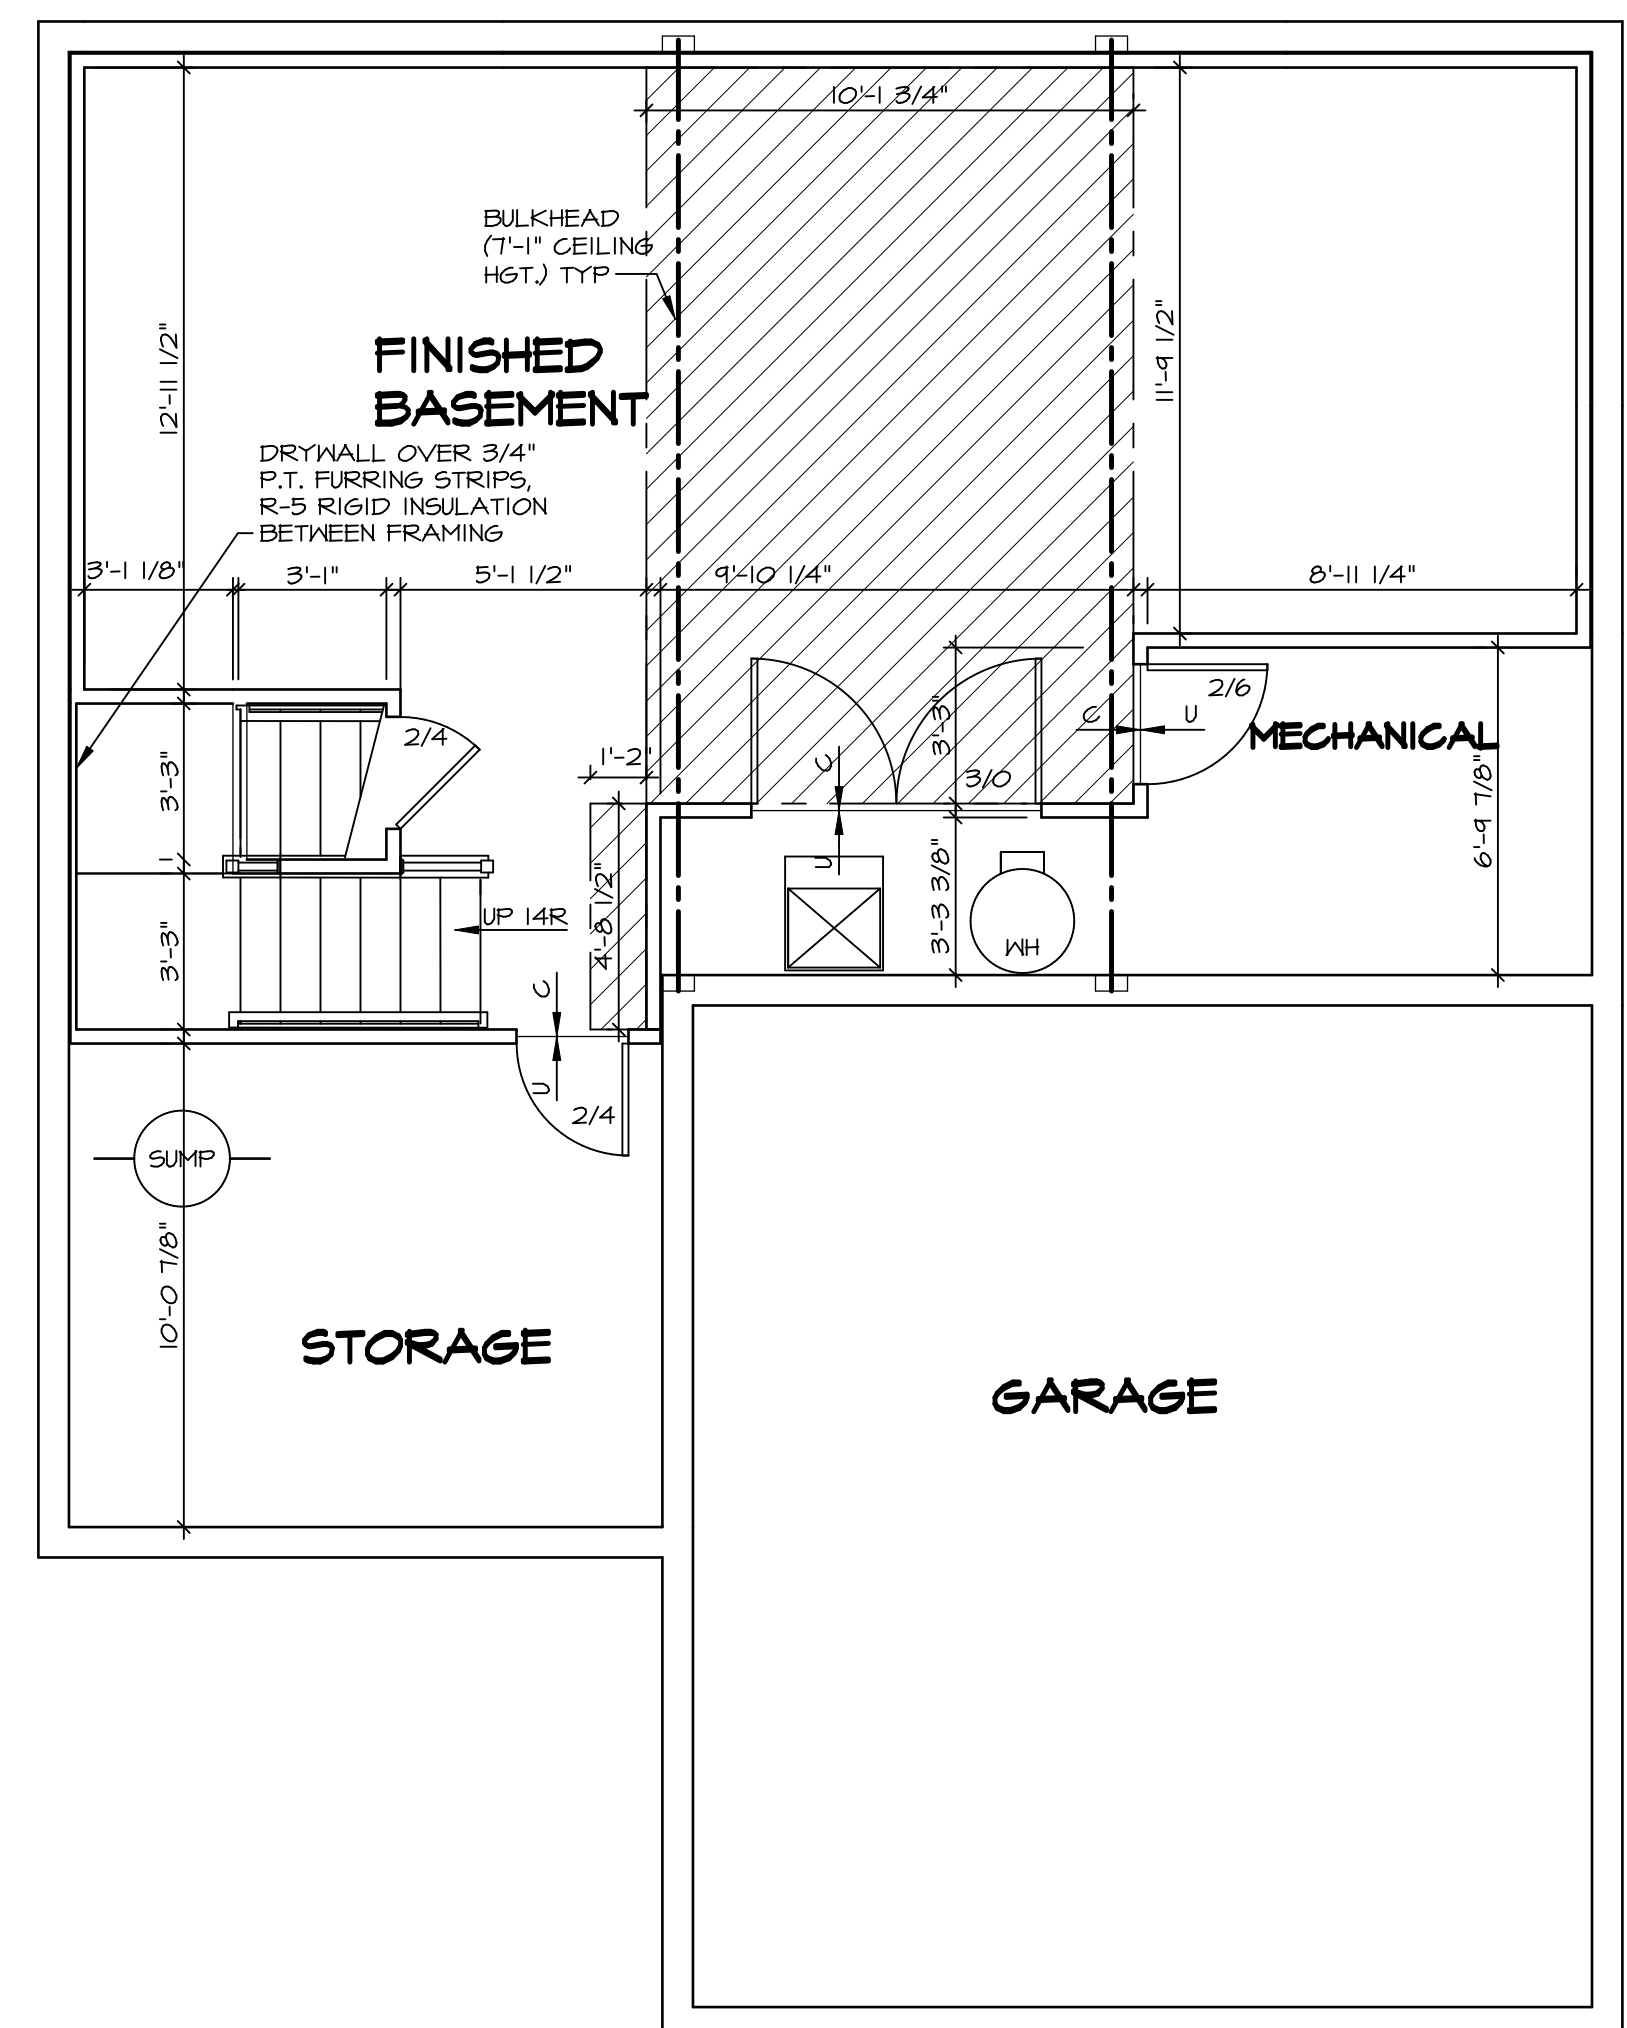 10'-1 3/4"
BULKHEAD
(7'-1" CEILING
HGT.) TYP
FINISHED
BASEMENT
12'-11 1/2"
11'-9 1/2"
DRYWALL OVER 3/4"
P.T. FURRING STRIPS,
R-5 RIGID INSULATION
BETWEEN FRAMING
3'-1 1/8"
3'-1"
5'-1 1/2"
9'-10 1/4"
8'-11 1/4"
2/6
C
U
MECHANICAL
2/4
3'-3"
1'-2"
C
3/0
3'-3"
6'-9 7/8"
U
4'-8 1/2"
3'-3 3/8"
UP 14R
3'-3"
WH
C
U
2/4
SUMP
10'-0 7/8"
STORAGE
GARAGE